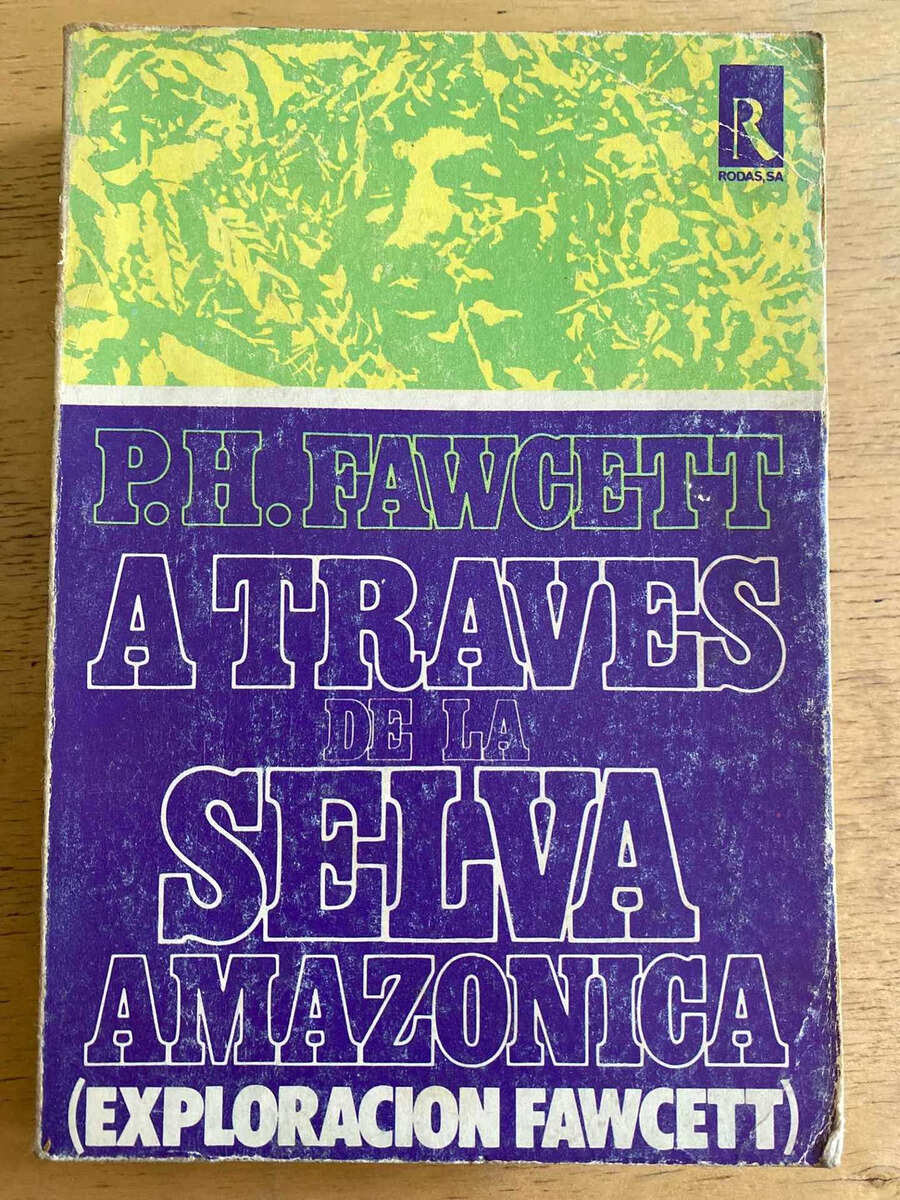 R
RODAS, SA
P.H. FAWCETT
A TRAVES
DE LA
SELVA
AMAZONICA
(EXPLORACION FAWCETT)